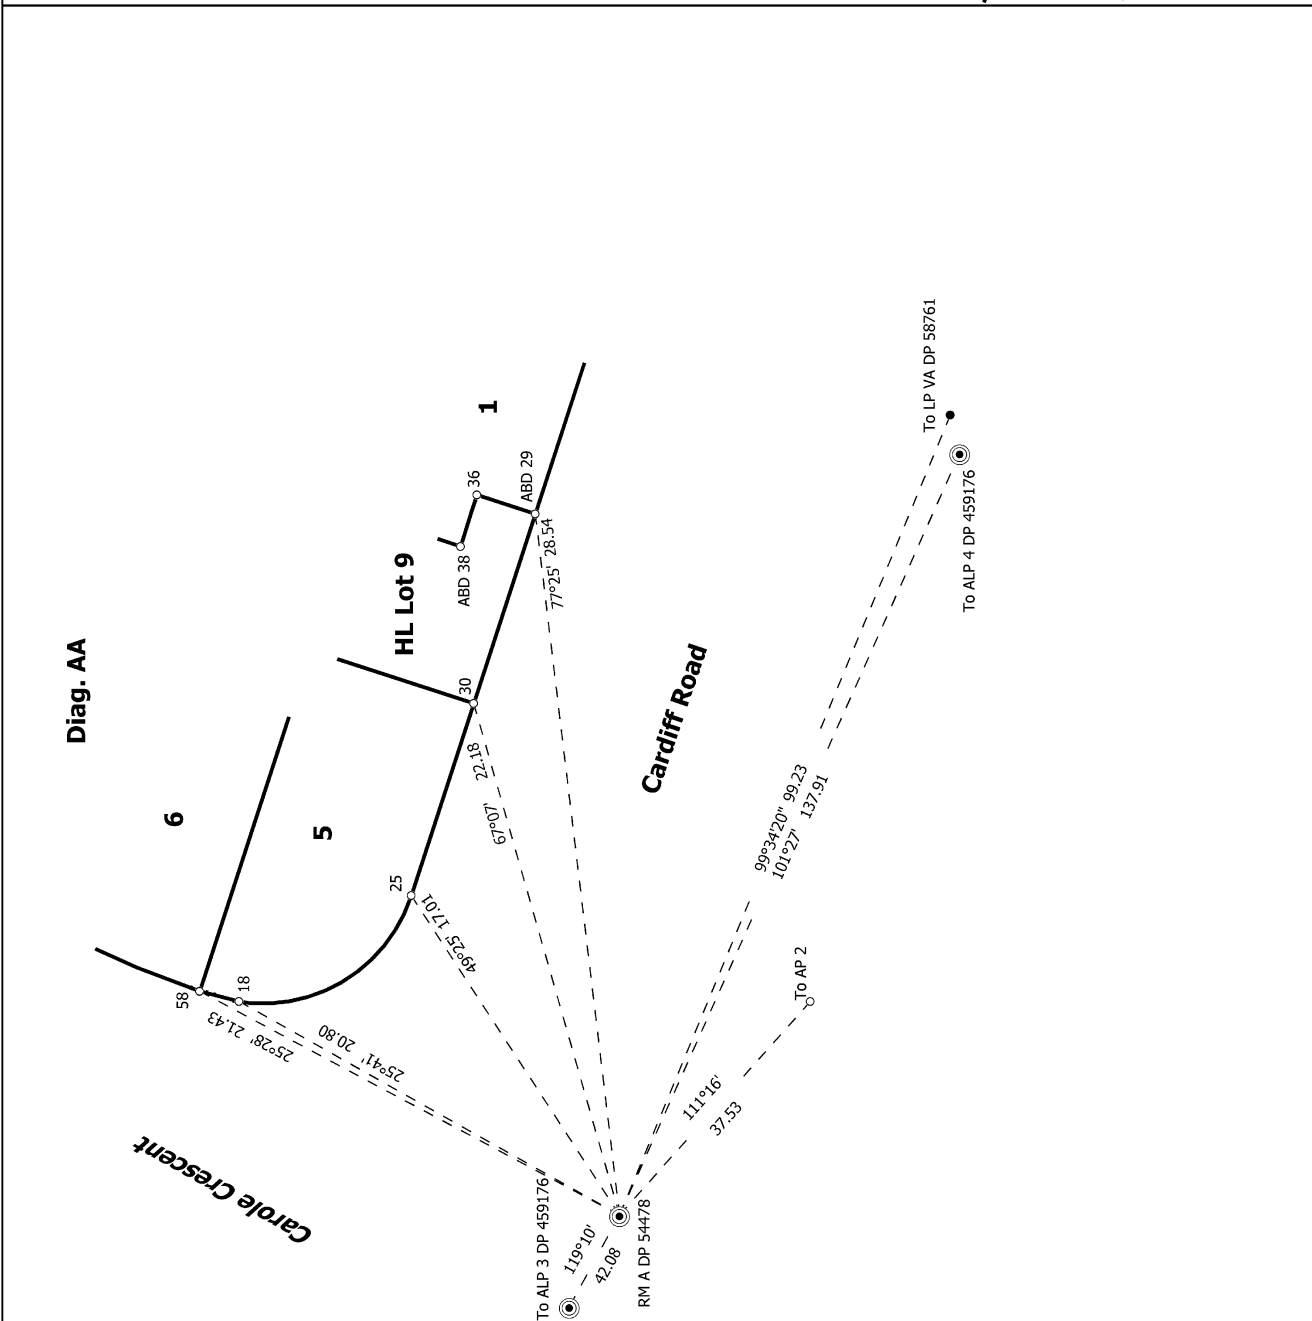 Diag. AA
6
5
HL Lot 9
1
58
18
25
30
ABD 38
36
ABD 29
25°28' 21.43
25°41' 20.80
49°25' 17.01
67°07' 22.18
77°25' 28.54
Carole Crescent
Cardiff Road
99°34'20" 99.23
101°27' 137.91
To LP VA DP 58761
To ALP 4 DP 459176
To AP 2
111°16'
37.53
To ALP 3 DP 459176
119°10'
42.08
RM A DP 54478